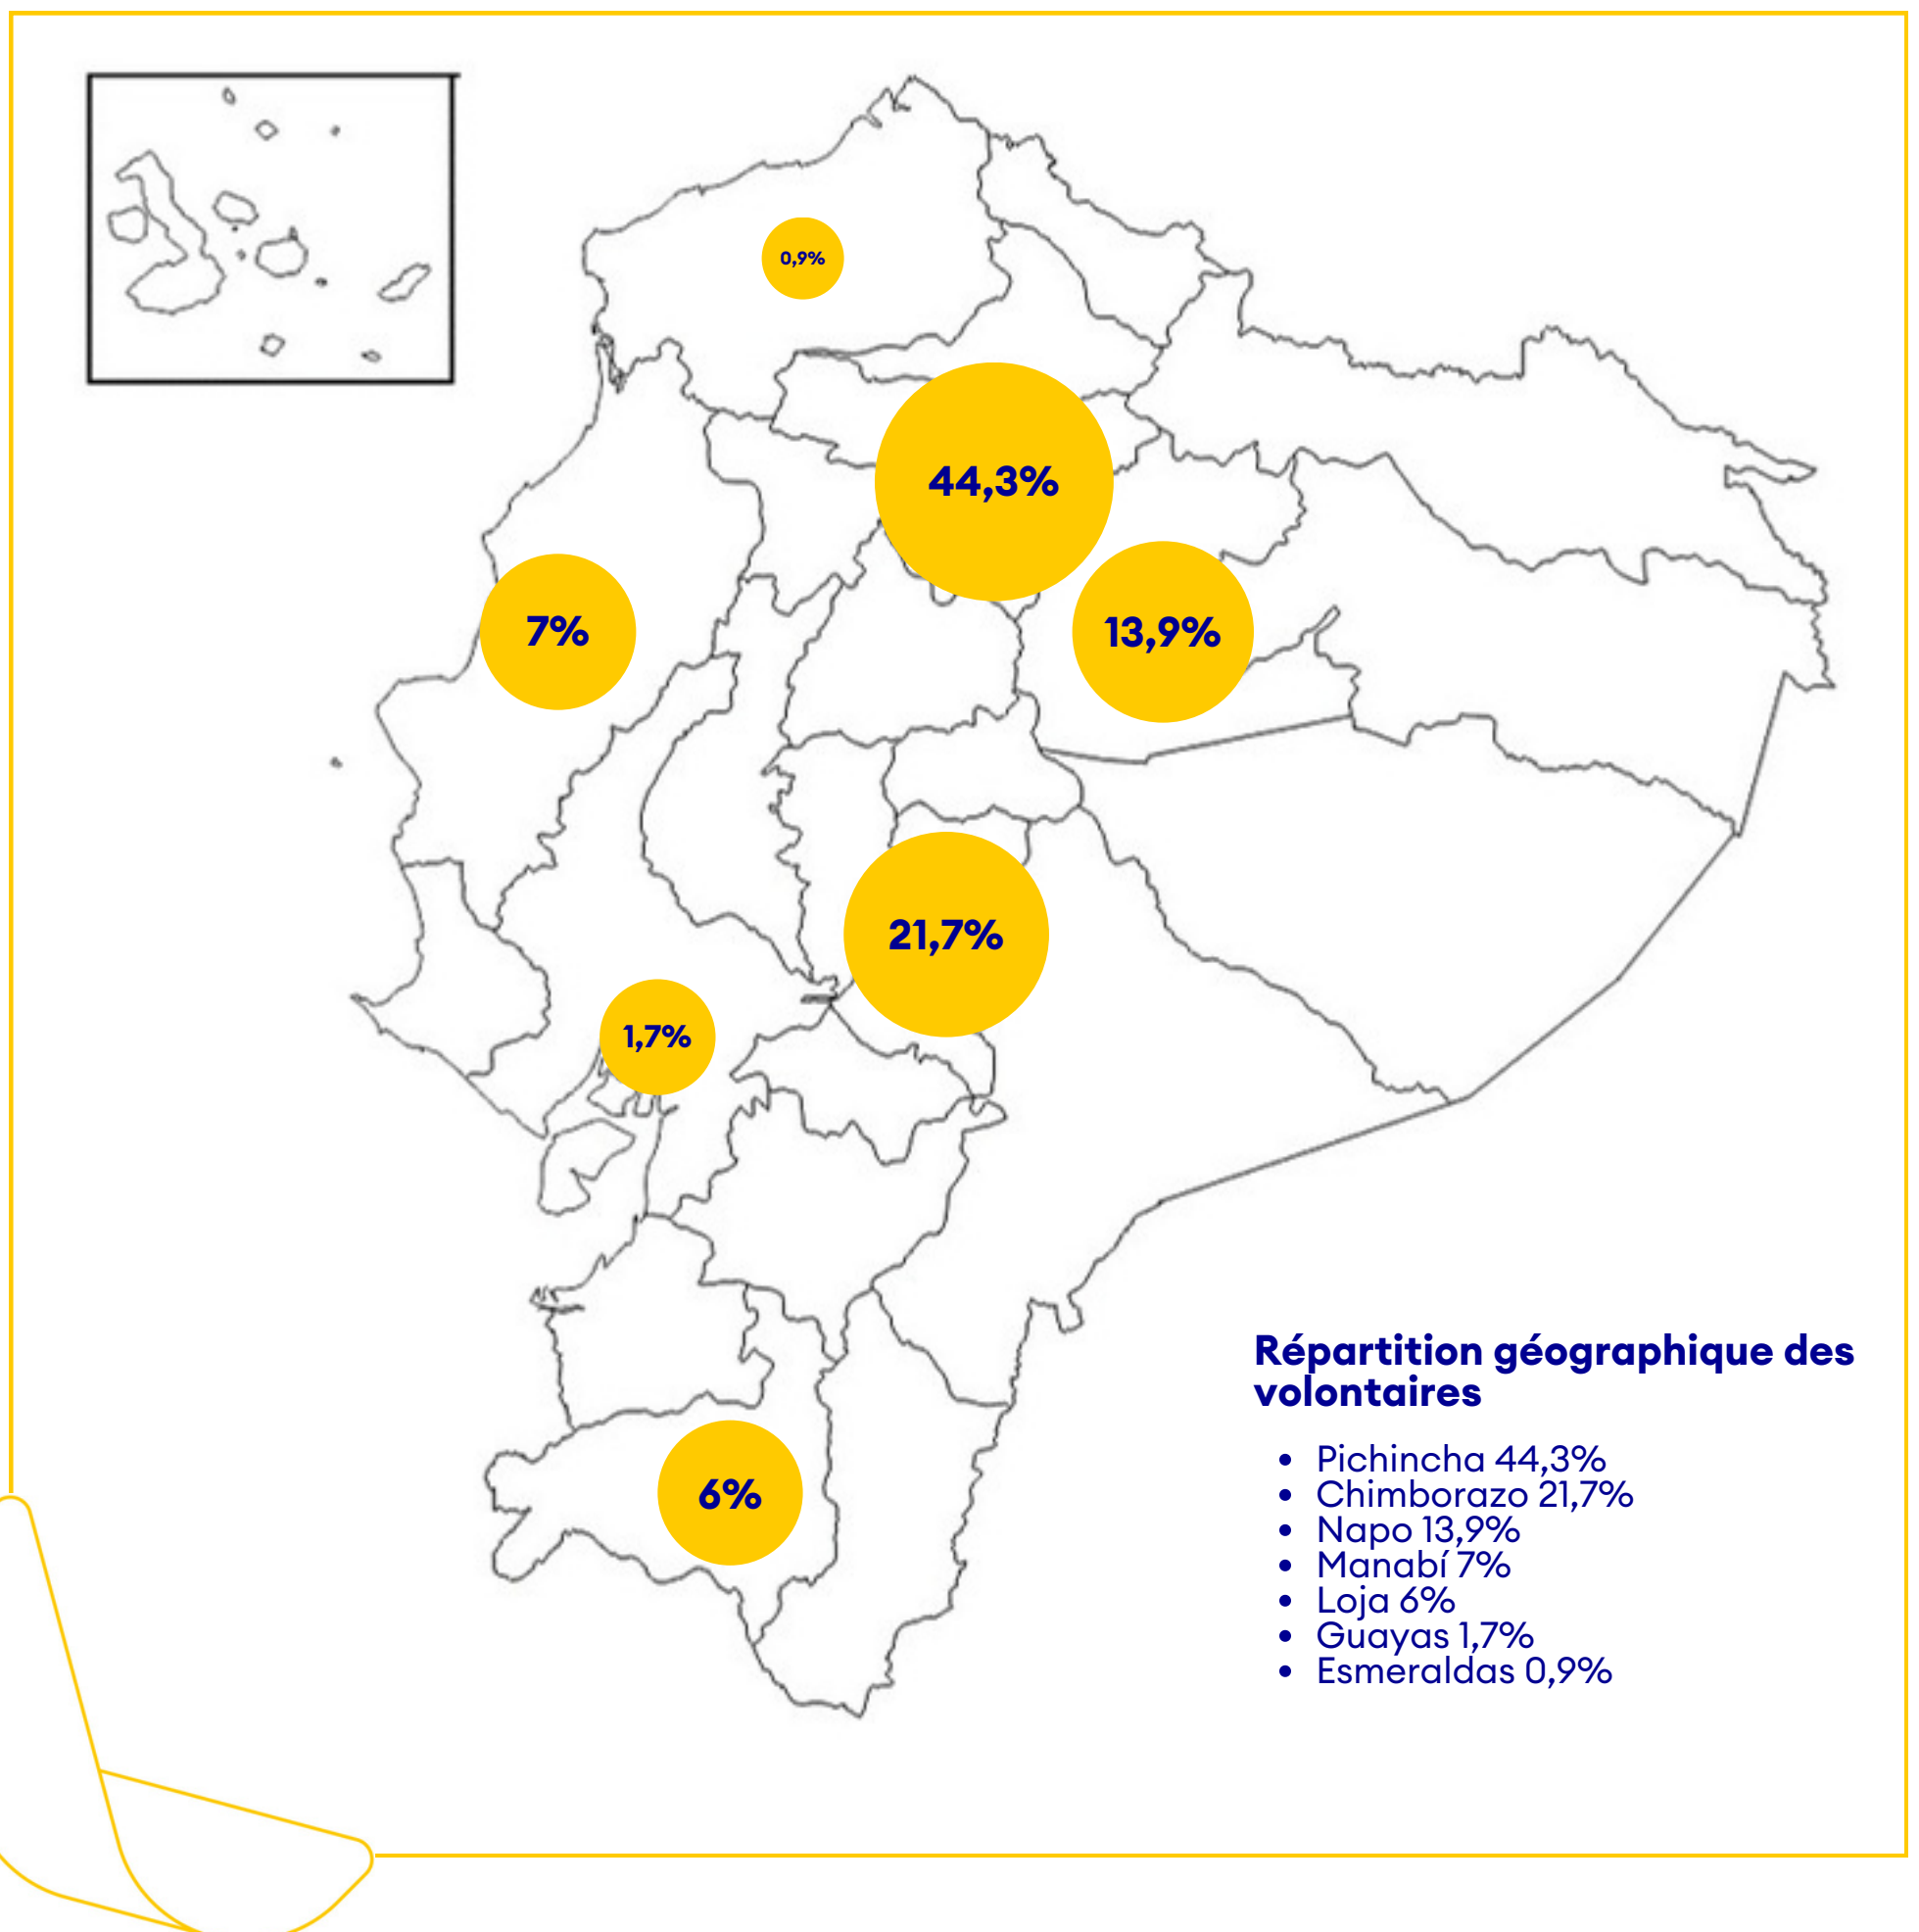 0,9%
44,3%
7%
13,9%
21,7%
1,7%
6%
Répartition géographique des
volontaires
• Pichincha 44,3%
• Chimborazo 21,7%
• Napo 13,9%
• Manabí 7%
• Loja 6%
• Guayas 1,7%
• Esmeraldas 0,9%